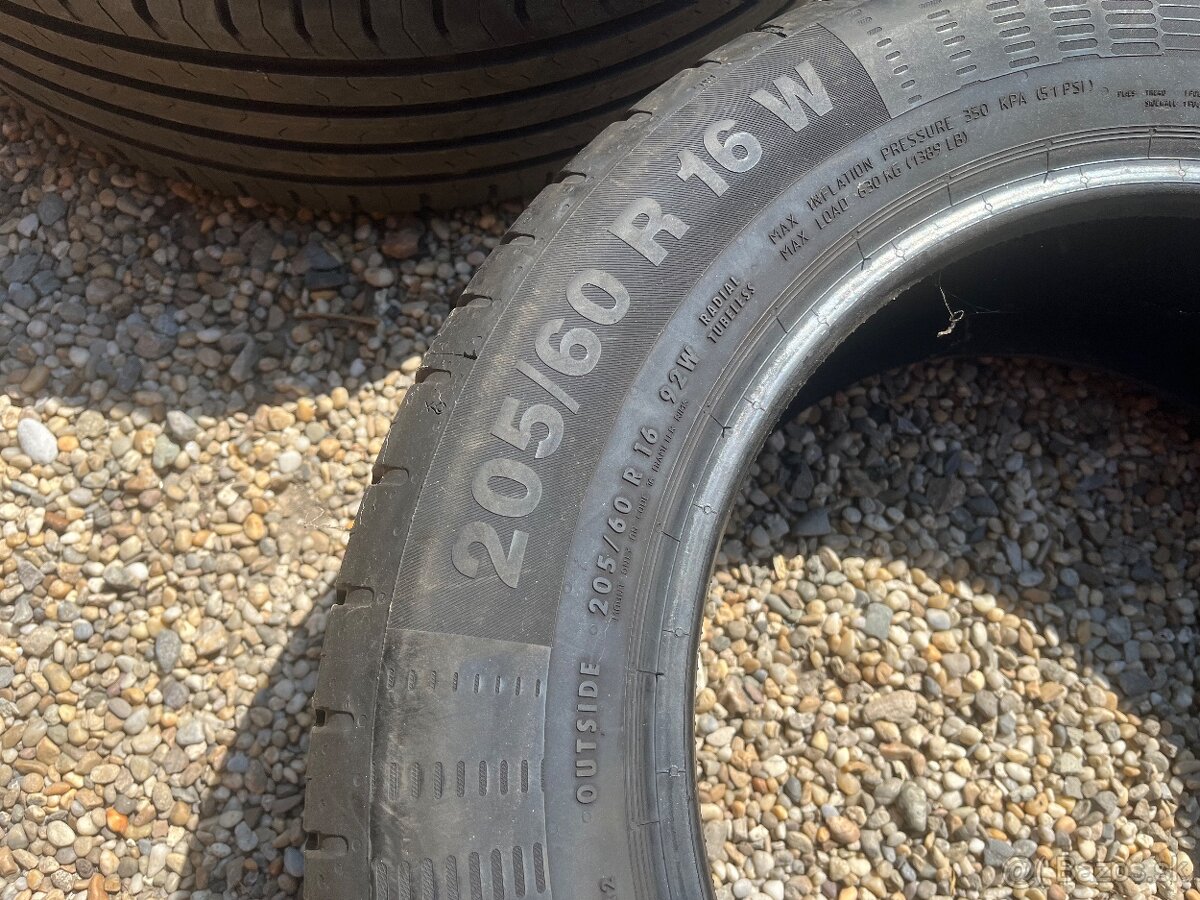 205/60 R 16 W
OUTSIDE 205/60 R 16 92 W
RADIAL
TUBELESS
MAX INFLATION PRESSURE 350 KPA (51 PSI)
MAX LOAD 630 KG (1389 LB)
Bazos.sk